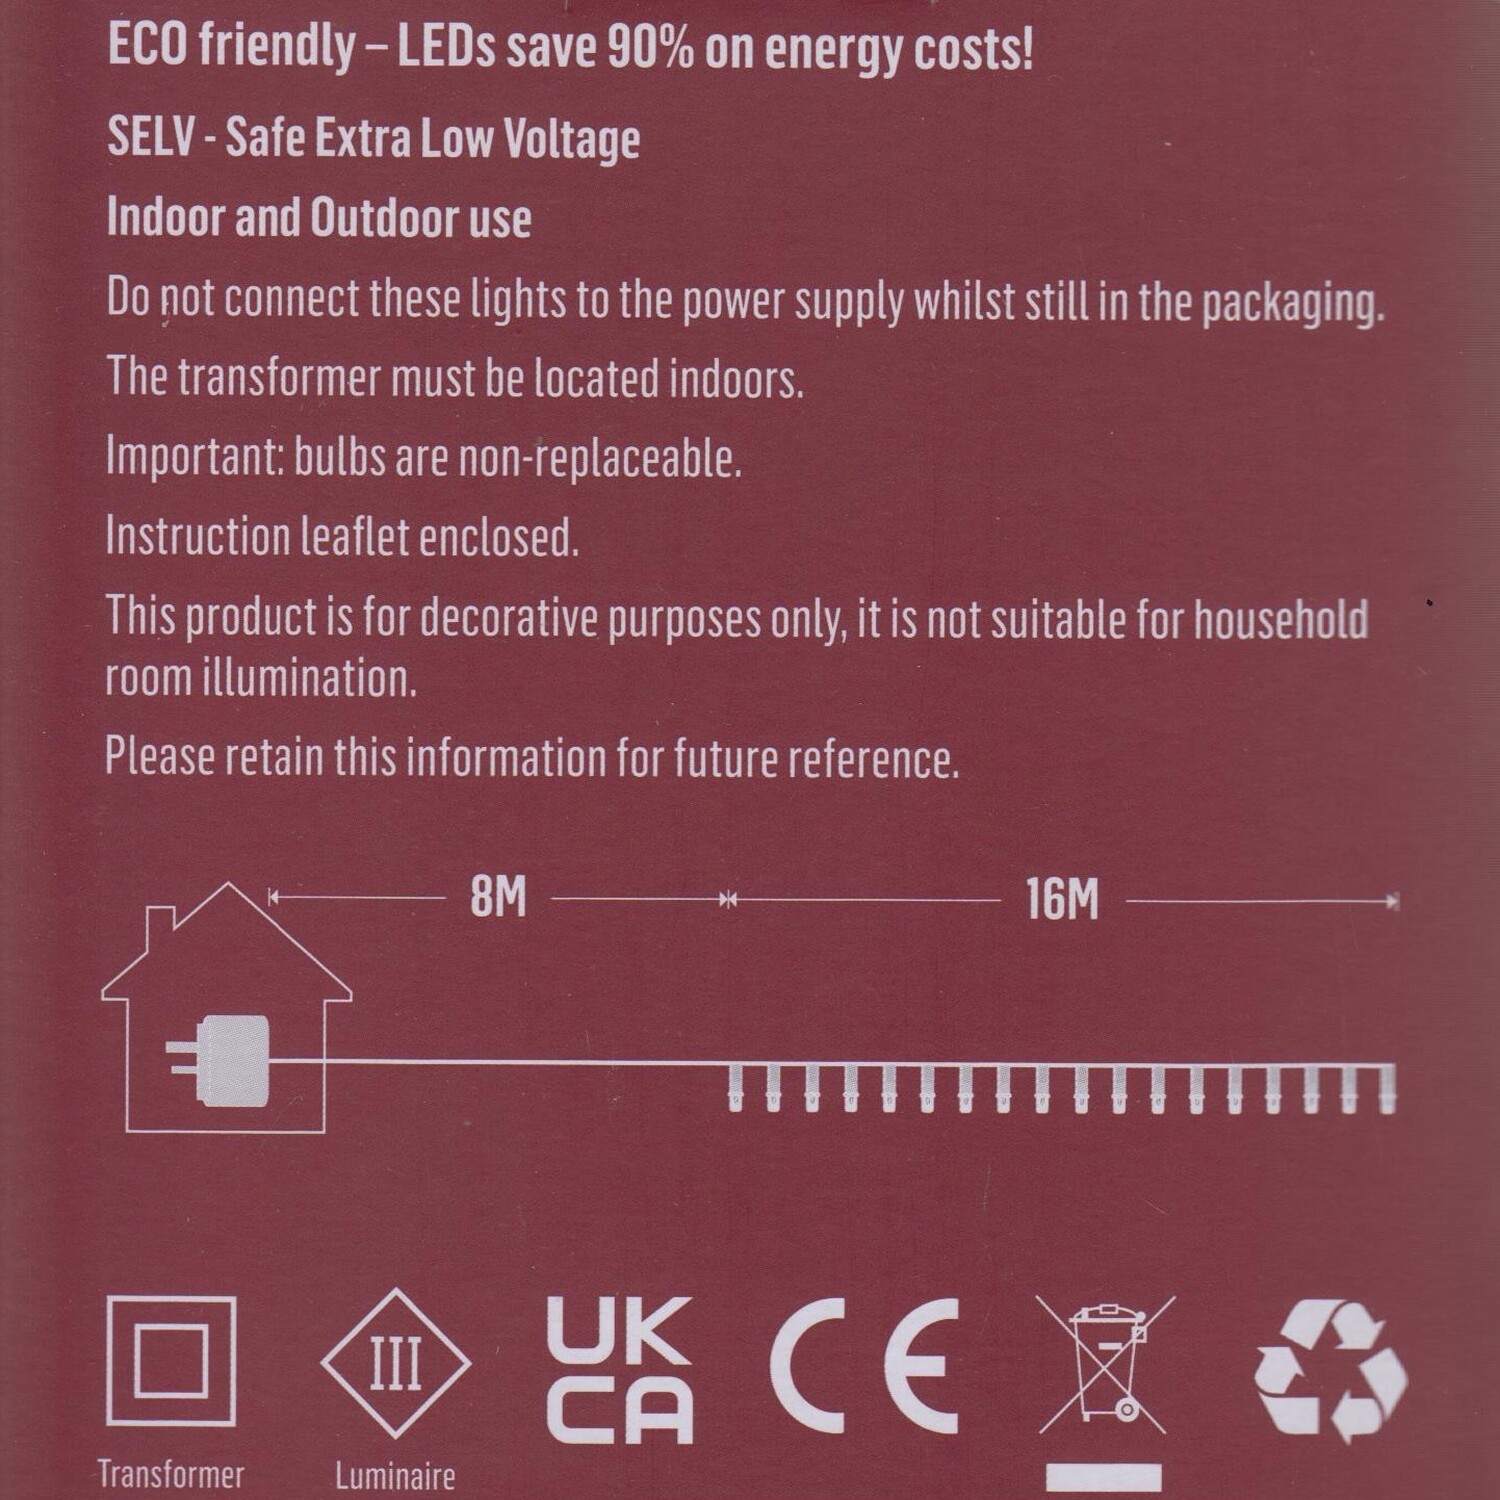 ECO friendly – LEDs save 90% on energy costs!
SELV - Safe Extra Low Voltage
Indoor and Outdoor use
Do not connect these lights to the power supply whilst still in the packaging.
The transformer must be located indoors.
Important: bulbs are non-replaceable.
Instruction leaflet enclosed.
This product is for decorative purposes only, it is not suitable for household
room illumination.
Please retain this information for future reference.
8M 16M
III
UK
CA
CE
Transformer Luminaire